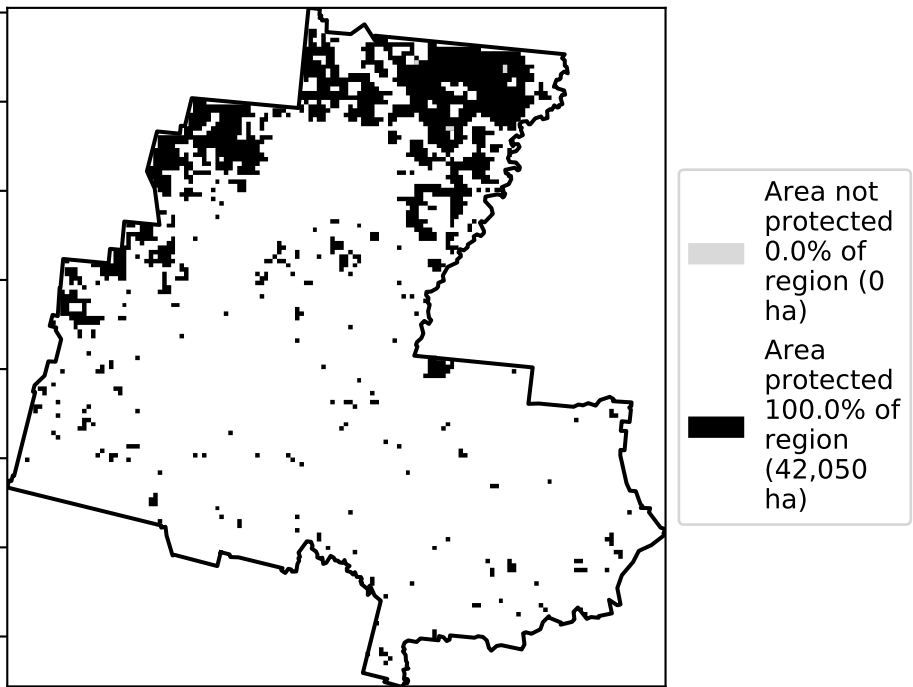 Area not
protected
0.0% of
region (0
ha)
Area
protected
100.0% of
region
(42,050
ha)